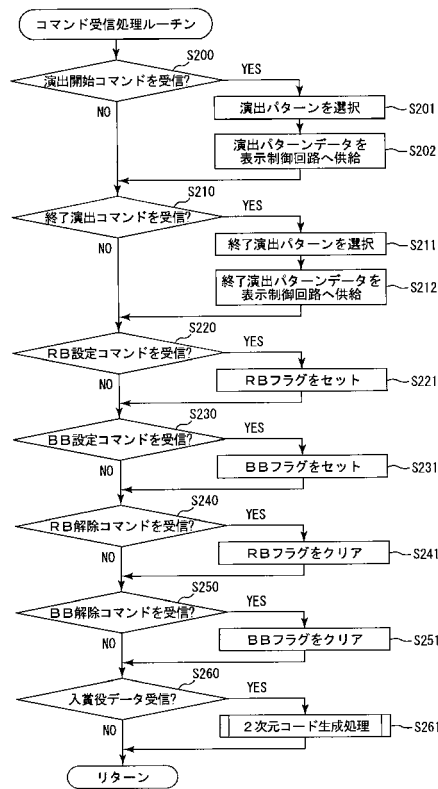 コマンド受信処理ルーチン
S200
演出開始コマンドを受信?
YES
NO
演出パターンを選択
S201
演出パターンデータを
表示制御回路へ供給
S202
S210
終了演出コマンドを受信?
YES
NO
終了演出パターンを選択
S211
終了演出パターンデータを
表示制御回路へ供給
S212
S220
RB設定コマンドを受信?
YES
NO
RBフラグをセット
S221
S230
BB設定コマンドを受信?
YES
NO
BBフラグをセット
S231
S240
RB解除コマンドを受信?
YES
NO
RBフラグをクリア
S241
S250
BB解除コマンドを受信?
YES
NO
BBフラグをクリア
S251
S260
入賞役データ受信?
YES
NO
2次元コード生成処理
S261
リターン